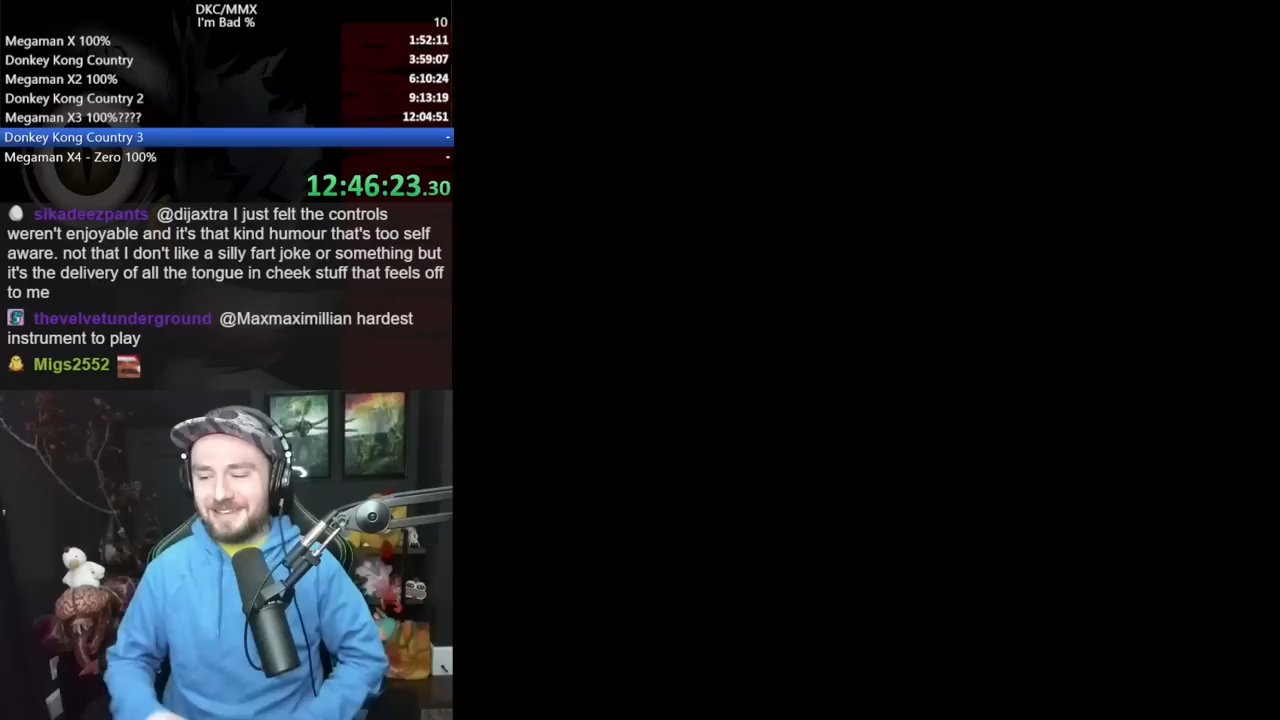 DKC/MMX
I'm Bad %
10
Megaman X 100% 1:52:11
Donkey Kong Country 3:59:07
Megaman X2 100% 6:10:24
Donkey Kong Country 2 9:13:19
Megaman X3 100%???? 12:04:51
Donkey Kong Country 3 -
Megaman X4 - Zero 100% -
12:46:23.30
sikadeezpants @dijaxtra I just felt the controls
weren't enjoyable and it's that kind humour that's too self
aware. not that I don't like a silly fart joke or something but
it's the delivery of all the tongue in cheek stuff that feels off
to me
thevelvetunderground @Maxmaximillian hardest
instrument to play
Migs2552